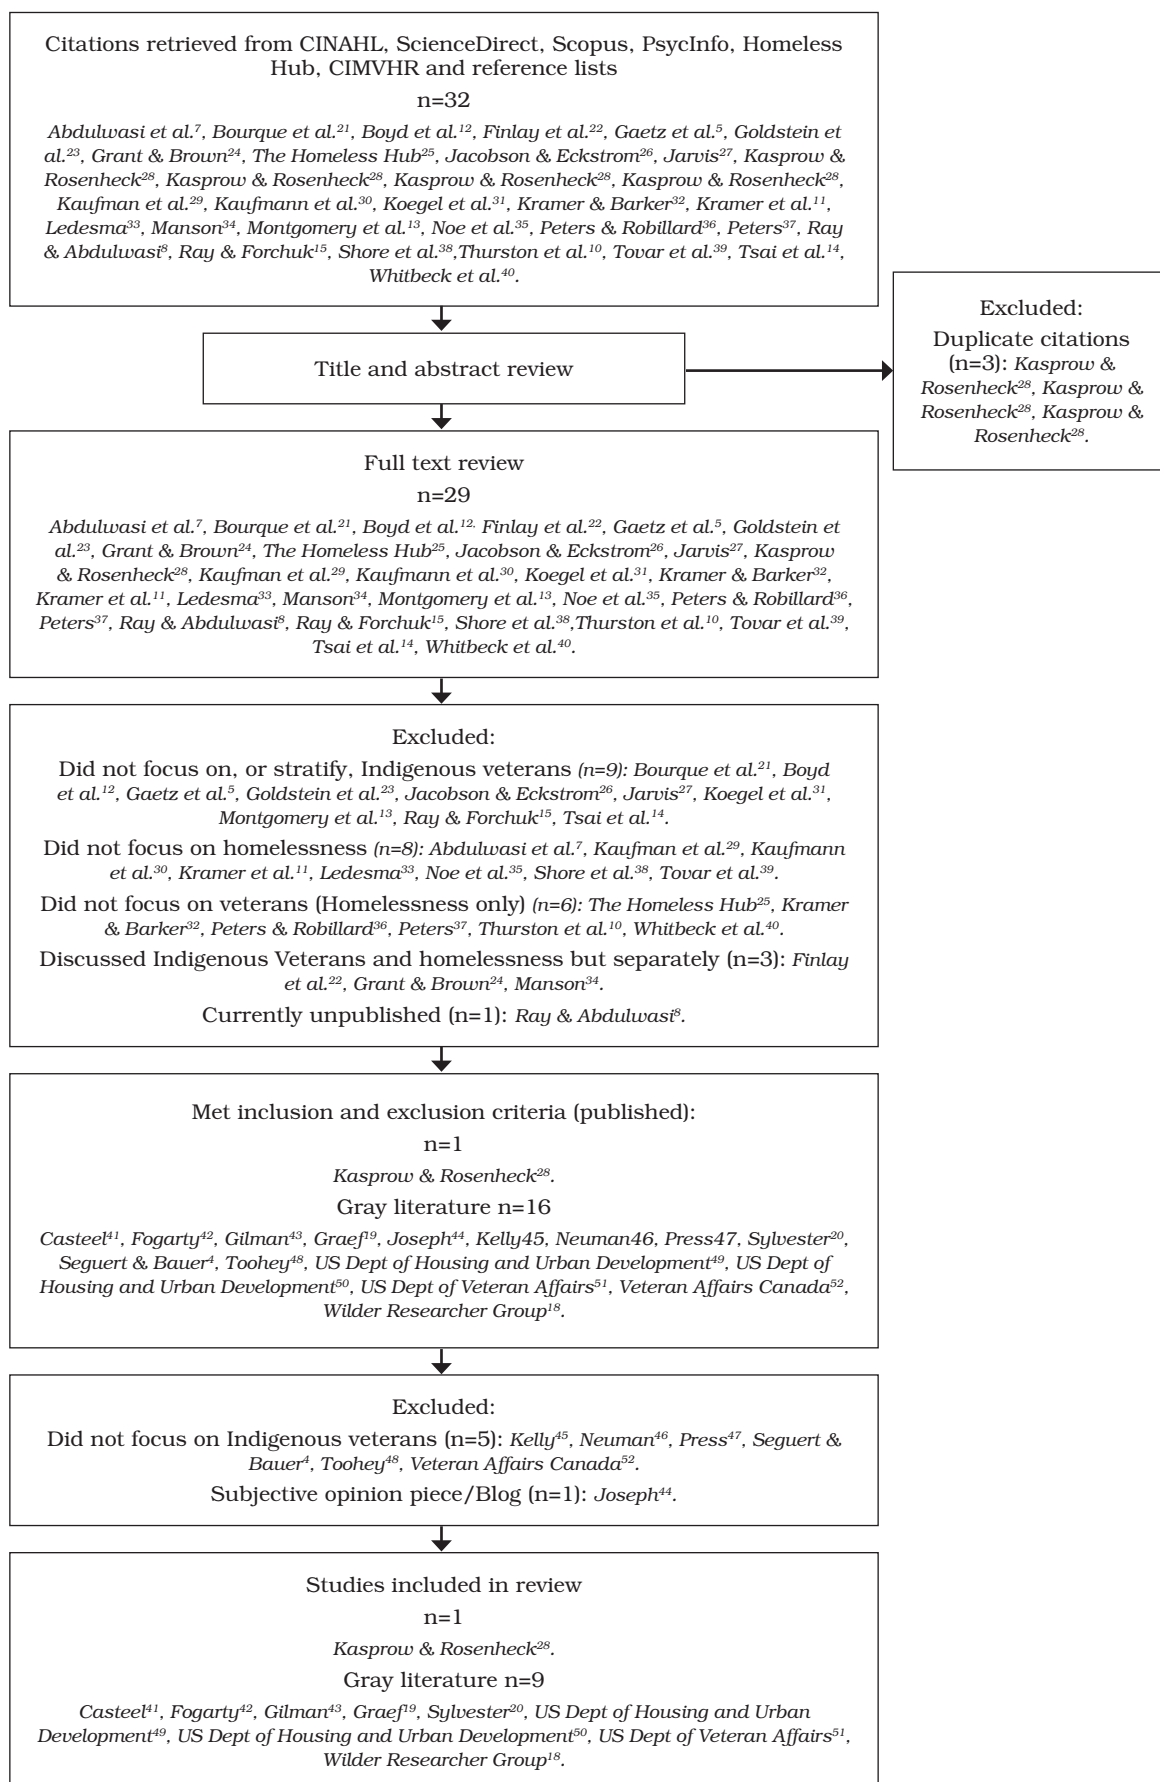 Citations retrieved from CINAHL, ScienceDirect, Scopus, PsycInfo, Homeless
Hub, CIMVHR and reference lists
n=32
Abdulwasi et al.⁷, Bourque et al.²¹, Boyd et al.¹², Finlay et al.²², Gaetz et al.⁵, Goldstein et
al.²³, Grant & Brown²⁴, The Homeless Hub²⁵, Jacobson & Eckstrom²⁶, Jarvis²⁷, Kasprow &
Rosenheck²⁸, Kasprow & Rosenheck²⁸, Kasprow & Rosenheck²⁸, Kasprow & Rosenheck²⁸,
Kaufman et al.²⁹, Kaufmann et al.³⁰, Koegel et al.³¹, Kramer & Barker³², Kramer et al.¹¹,
Ledesma³³, Manson³⁴, Montgomery et al.¹³, Noe et al.³⁵, Peters & Robillard³⁶, Peters³⁷, Ray
& Abdulwasi⁸, Ray & Forchuk¹⁵, Shore et al.³⁸,Thurston et al.¹⁰, Tovar et al.³⁹, Tsai et al.¹⁴,
Whitbeck et al.⁴⁰.
Title and abstract review
Excluded:
Duplicate citations
(n=3): Kasprow &
Rosenheck²⁸, Kasprow &
Rosenheck²⁸, Kasprow &
Rosenheck²⁸.
Full text review
n=29
Abdulwasi et al.⁷, Bourque et al.²¹, Boyd et al.¹²· Finlay et al.²², Gaetz et al.⁵, Goldstein et
al.²³, Grant & Brown²⁴, The Homeless Hub²⁵, Jacobson & Eckstrom²⁶, Jarvis²⁷, Kasprow
& Rosenheck²⁸, Kaufman et al.²⁹, Kaufmann et al.³⁰, Koegel et al.³¹, Kramer & Barker³²,
Kramer et al.¹¹, Ledesma³³, Manson³⁴, Montgomery et al.¹³, Noe et al.³⁵, Peters & Robillard³⁶,
Peters³⁷, Ray & Abdulwasi⁸, Ray & Forchuk¹⁵, Shore et al.³⁸,Thurston et al.¹⁰, Tovar et al.³⁹,
Tsai et al.¹⁴, Whitbeck et al.⁴⁰.
Excluded:
Did not focus on, or stratify, Indigenous veterans (n=9): Bourque et al.²¹, Boyd
et al.¹², Gaetz et al.⁵, Goldstein et al.²³, Jacobson & Eckstrom²⁶, Jarvis²⁷, Koegel et al.³¹,
Montgomery et al.¹³, Ray & Forchuk¹⁵, Tsai et al.¹⁴.
Did not focus on homelessness (n=8): Abdulwasi et al.⁷, Kaufman et al.²⁹, Kaufmann
et al.³⁰, Kramer et al.¹¹, Ledesma³³, Noe et al.³⁵, Shore et al.³⁸, Tovar et al.³⁹.
Did not focus on veterans (Homelessness only) (n=6): The Homeless Hub²⁵, Kramer
& Barker³², Peters & Robillard³⁶, Peters³⁷, Thurston et al.¹⁰, Whitbeck et al.⁴⁰.
Discussed Indigenous Veterans and homelessness but separately (n=3): Finlay
et al.²², Grant & Brown²⁴, Manson³⁴.
Currently unpublished (n=1): Ray & Abdulwasi⁸.
Met inclusion and exclusion criteria (published):
n=1
Kasprow & Rosenheck²⁸.
Gray literature n=16
Casteel⁴¹, Fogarty⁴², Gilman⁴³, Graef¹⁹, Joseph⁴⁴, Kelly45, Neuman46, Press47, Sylvester²⁰,
Seguert & Bauer⁴, Toohey⁴⁸, US Dept of Housing and Urban Development⁴⁹, US Dept of
Housing and Urban Development⁵⁰, US Dept of Veteran Affairs⁵¹, Veteran Affairs Canada⁵²,
Wilder Researcher Group¹⁸.
Excluded:
Did not focus on Indigenous veterans (n=5): Kelly⁴⁵, Neuman⁴⁶, Press⁴⁷, Seguert &
Bauer⁴, Toohey⁴⁸, Veteran Affairs Canada⁵².
Subjective opinion piece/Blog (n=1): Joseph⁴⁴.
Studies included in review
n=1
Kasprow & Rosenheck²⁸.
Gray literature n=9
Casteel⁴¹, Fogarty⁴², Gilman⁴³, Graef¹⁹, Sylvester²⁰, US Dept of Housing and Urban
Development⁴⁹, US Dept of Housing and Urban Development⁵⁰, US Dept of Veteran Affairs⁵¹,
Wilder Researcher Group¹⁸.